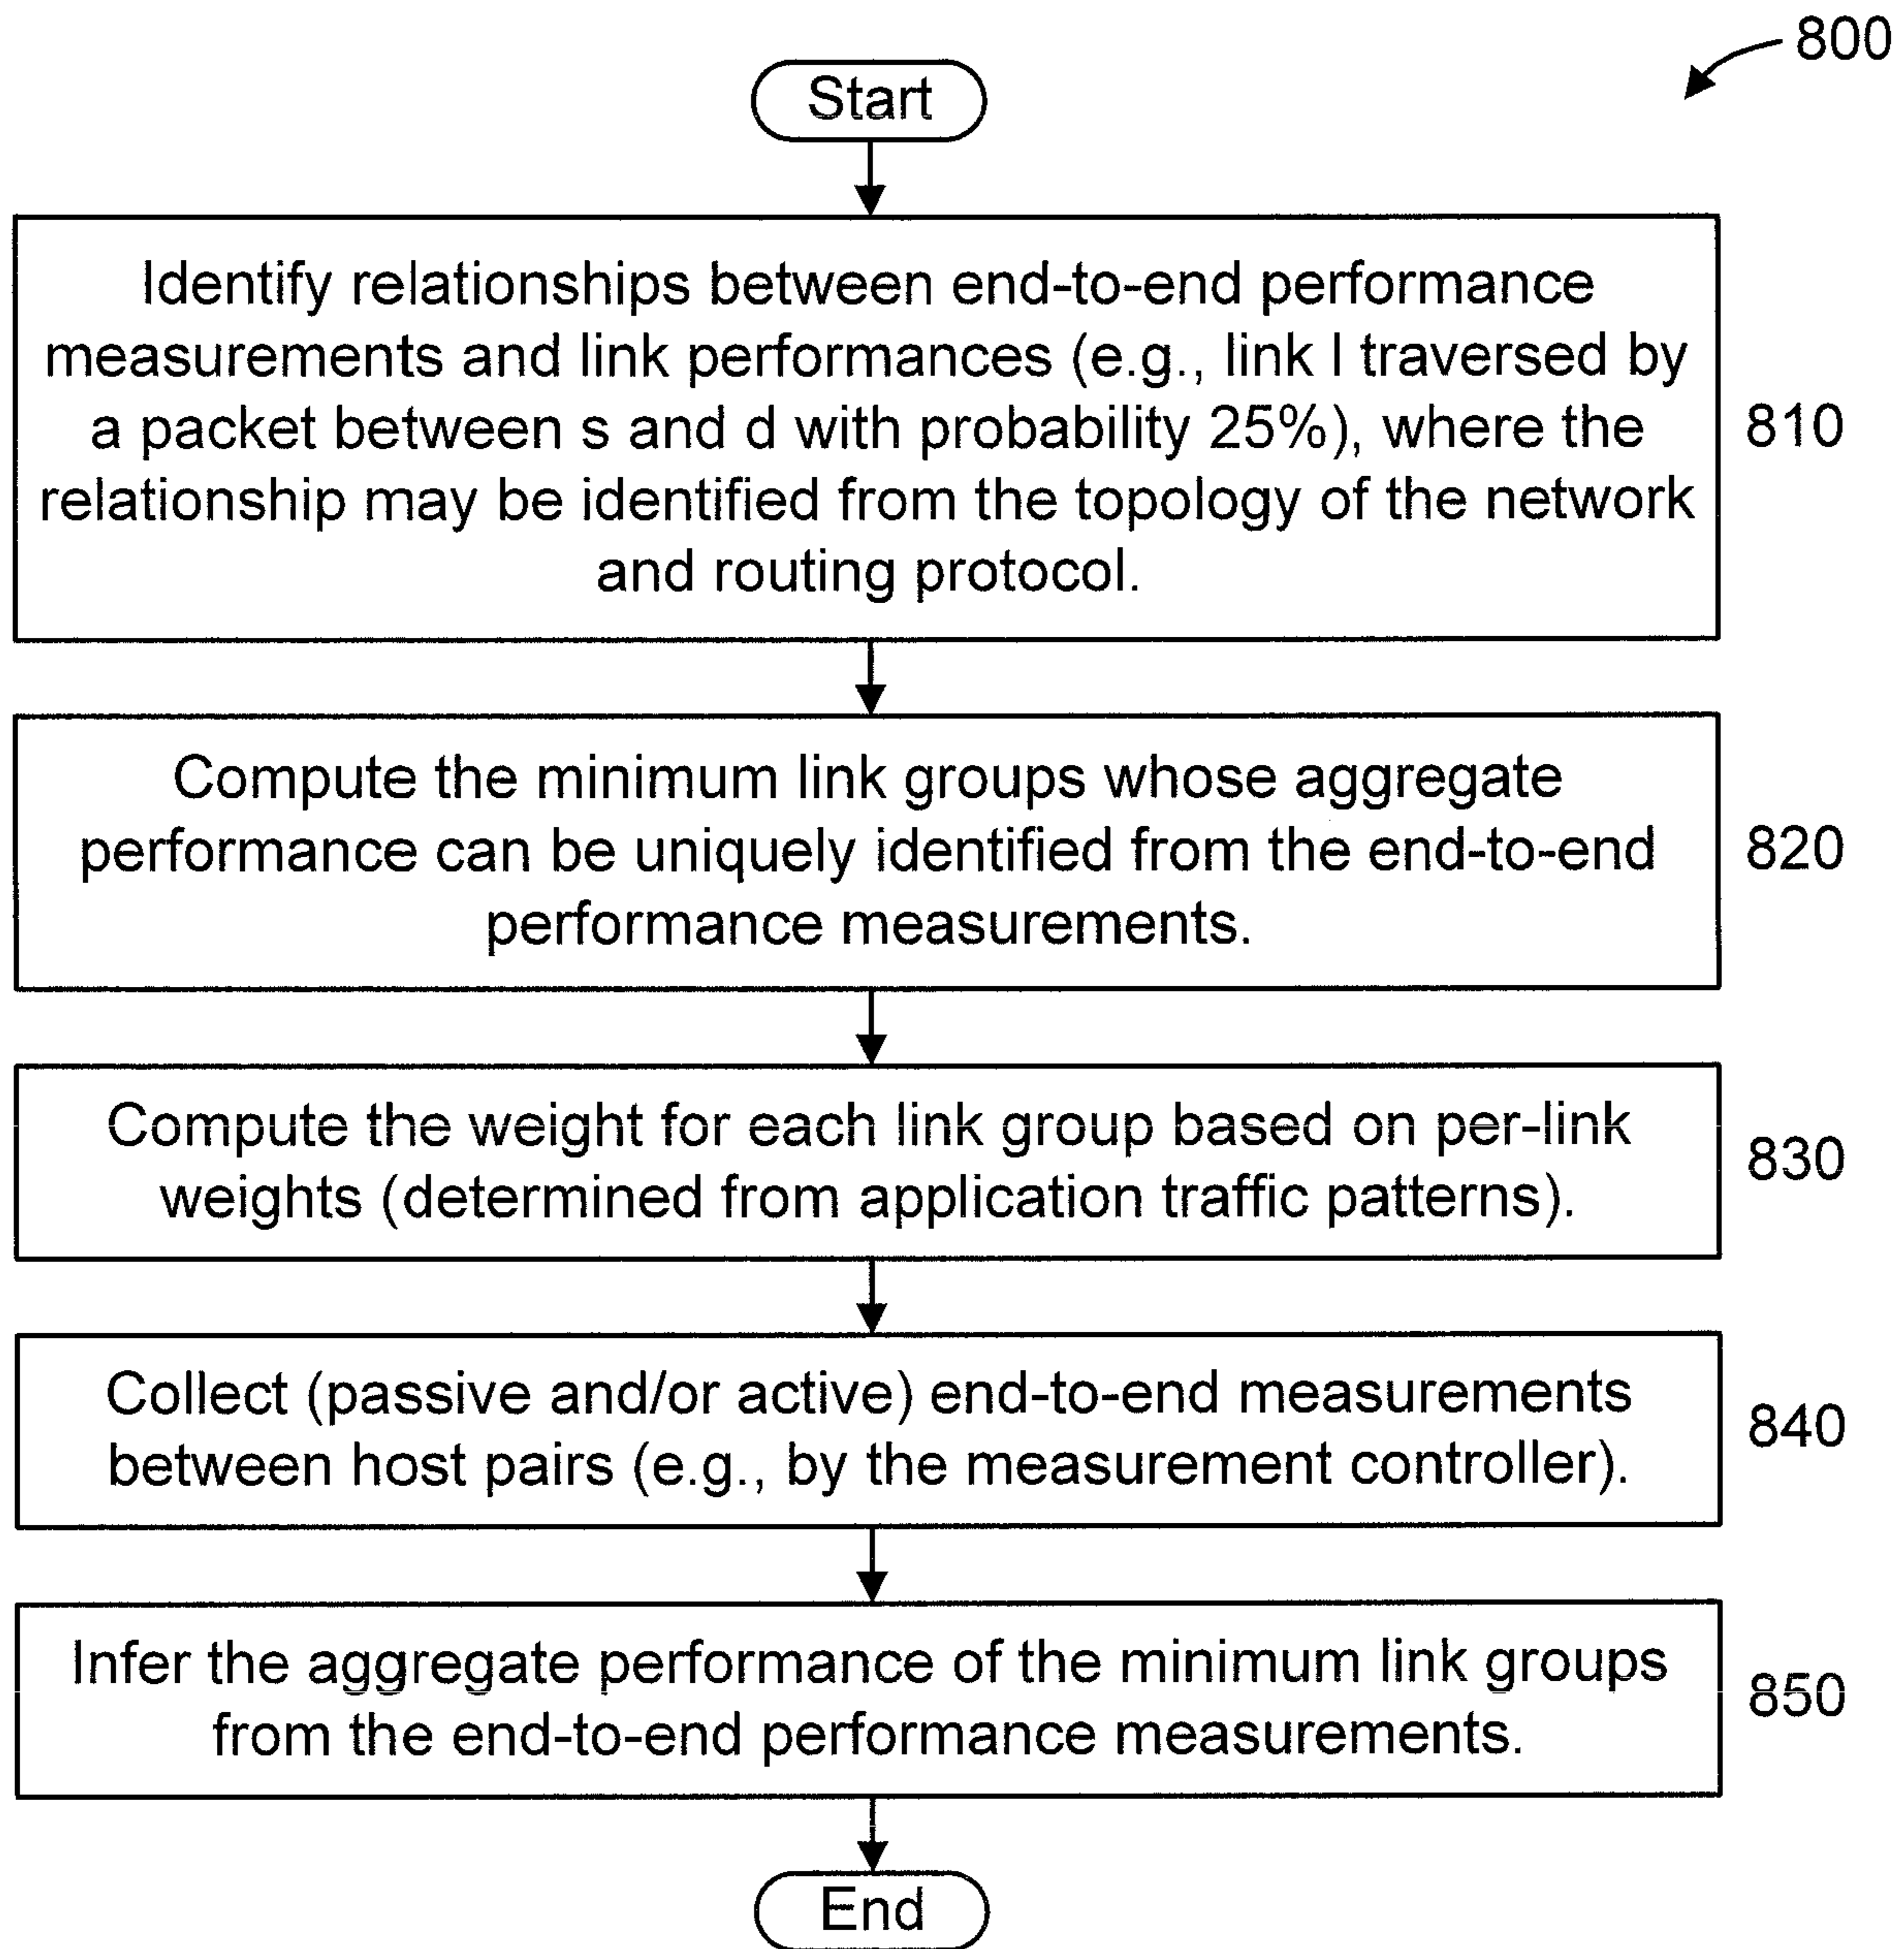 800
Start
Identify relationships between end-to-end performance
measurements and link performances (e.g., link l traversed by
a packet between s and d with probability 25%), where the
relationship may be identified from the topology of the network
and routing protocol.
810
Compute the minimum link groups whose aggregate
performance can be uniquely identified from the end-to-end
performance measurements.
820
Compute the weight for each link group based on per-link
weights (determined from application traffic patterns).
830
Collect (passive and/or active) end-to-end measurements
between host pairs (e.g., by the measurement controller).
840
Infer the aggregate performance of the minimum link groups
from the end-to-end performance measurements.
850
End